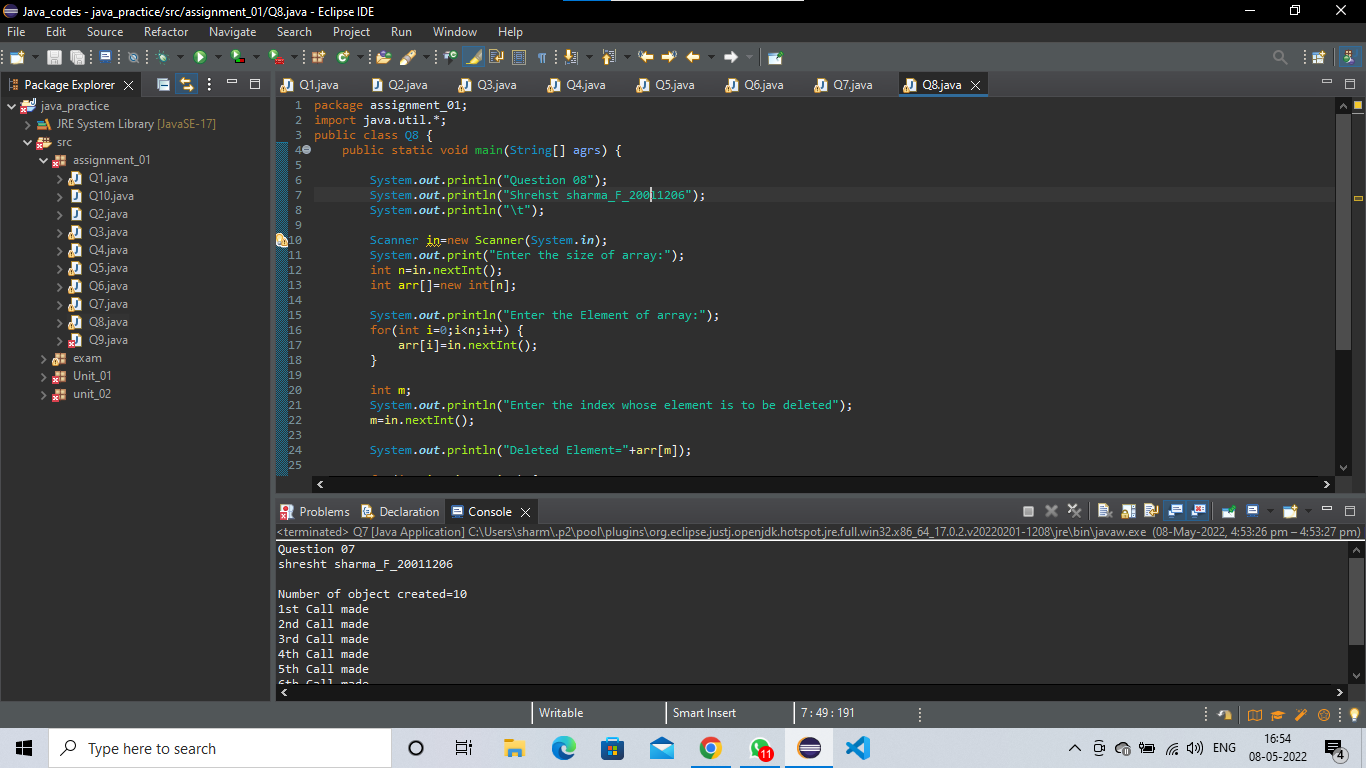 Java_codes - java_practice/src/assignment_01/Q8.java - Eclipse IDE
File Edit Source Refactor Navigate Search Project Run Window Help
Package Explorer
java_practice
JRE System Library [JavaSE-17]
src
assignment_01
Q1.java
Q10.java
Q2.java
Q3.java
Q4.java
Q5.java
Q6.java
Q7.java
Q8.java
Q9.java
exam
Unit_01
unit_02
Q1.java Q2.java Q3.java Q4.java Q5.java Q6.java Q7.java Q8.java
1 package assignment_01;
2 import java.util.*;
3 public class Q8 {
4 public static void main(String[] agrs) {
5
6 System.out.println("Question 08");
7 System.out.println("Shrehst sharma_F_20011206");
8 System.out.println("\t");
9
10 Scanner in=new Scanner(System.in);
11 System.out.print("Enter the size of array:");
12 int n=in.nextInt();
13 int arr[]=new int[n];
14
15 System.out.println("Enter the Element of array:");
16 for(int i=0;i<n;i++) {
17 arr[i]=in.nextInt();
18 }
19
20 int m;
21 System.out.println("Enter the index whose element is to be deleted");
22 m=in.nextInt();
23
24 System.out.println("Deleted Element="+arr[m]);
25
Problems Declaration Console
<terminated> Q7 [Java Application] C:\Users\sharm\.p2\pool\plugins\org.eclipse.justj.openjdk.hotspot.jre.full.win32.x86_64_17.0.2.v20220201-1208\jre\bin\javaw.exe (08-May-2022, 4:53:26 pm – 4:53:27 pm)
Question 07
shresht sharma_F_20011206
Number of object created=10
1st Call made
2nd Call made
3rd Call made
4th Call made
5th Call made
6th Call made
Writable Smart Insert 7 : 49 : 191
Type here to search
11
ENG
16:54
08-05-2022
4